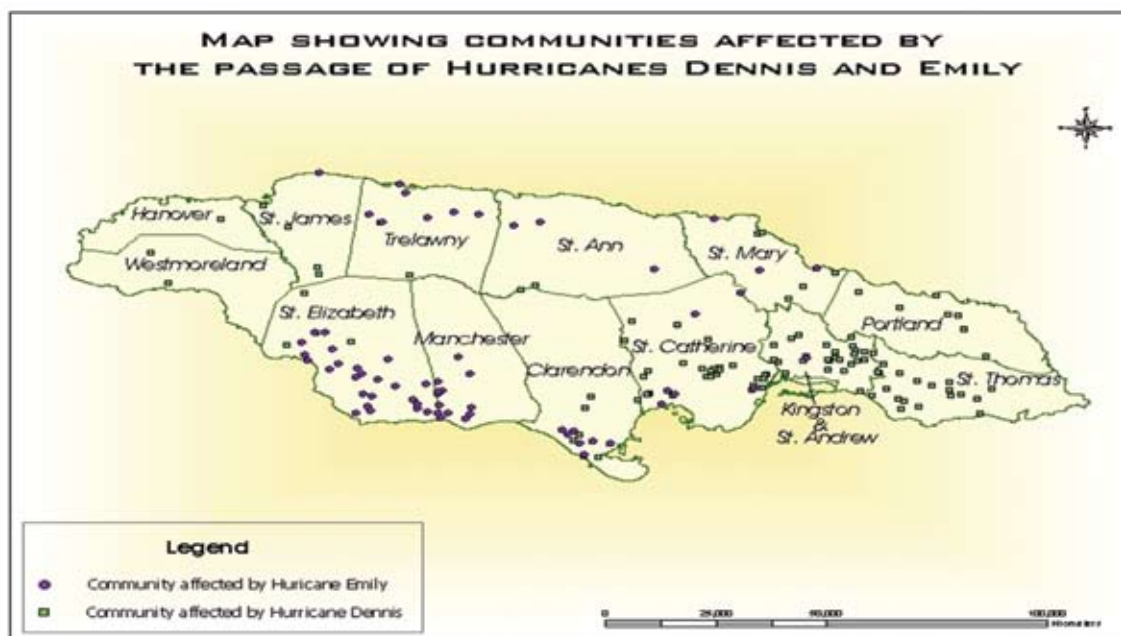 MAP SHOWING COMMUNITIES AFFECTED BY
THE PASSAGE OF HURRICANES DENNIS AND EMILY
Hanover
St. James
Trelawny
St. Ann
St. Mary
Westmoreland
St. Elizabeth
Manchester
Clarendon
St. Catherine
Portland
St. Thomas
Kingston
&
St. Andrew
Legend
Community affected by Huricane Emily
Community affected by Hurricane Dennis
0 25,000 50,000 100,000